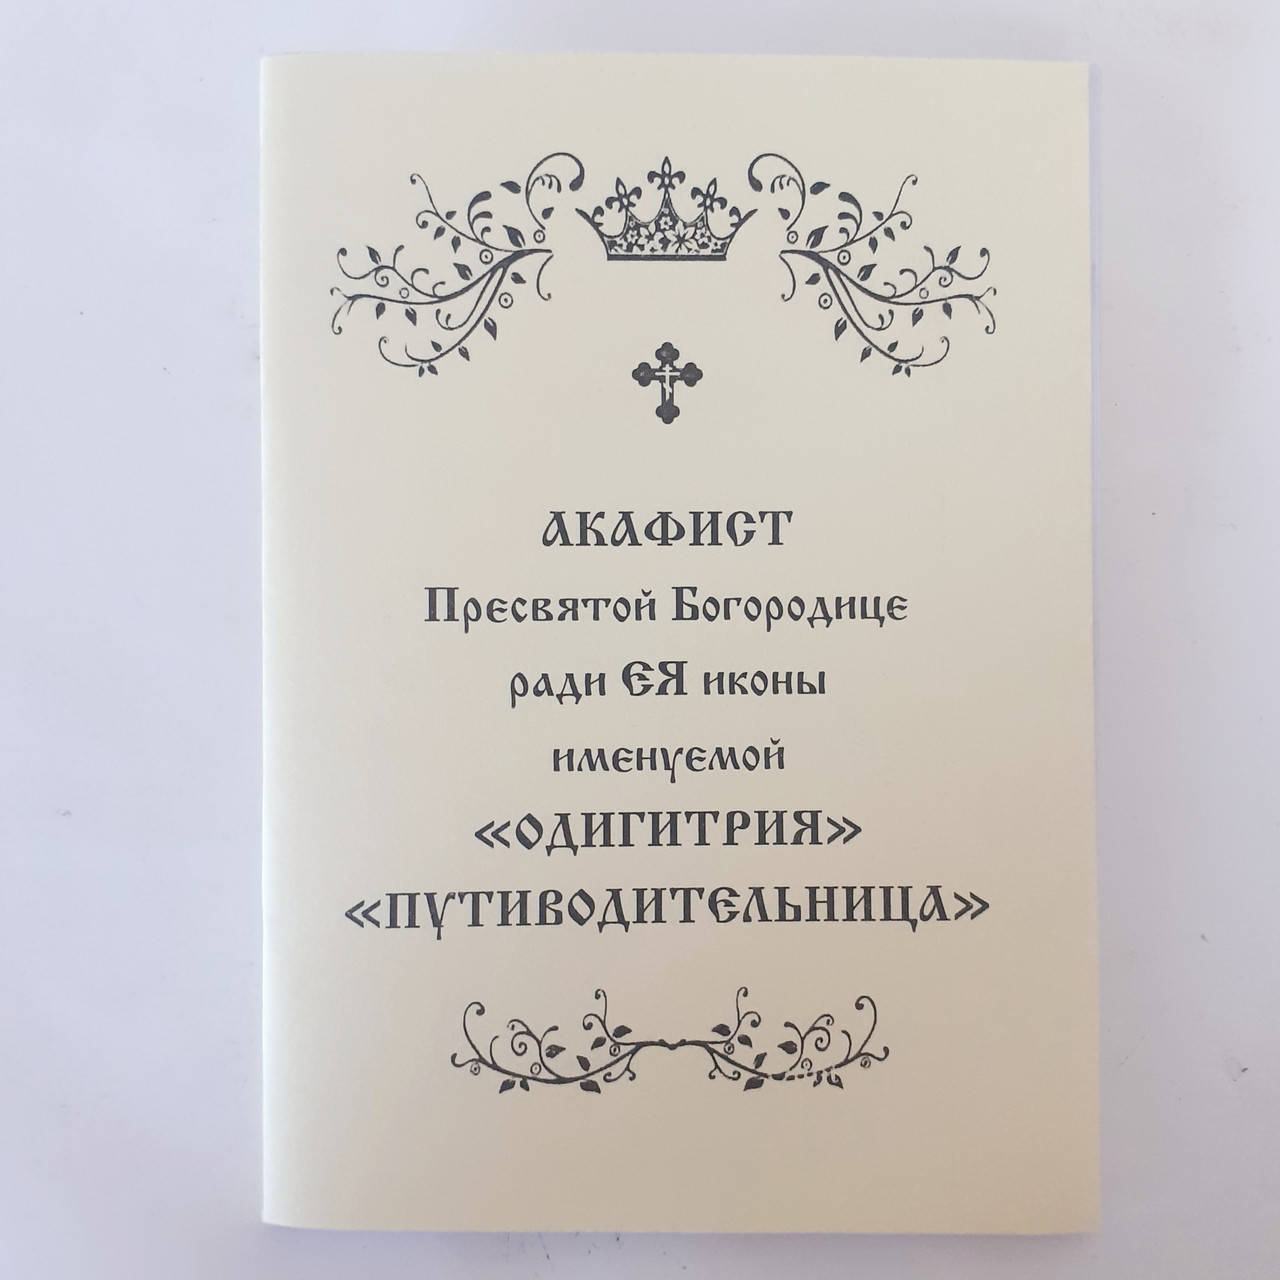 АКАФИСТ
Пресвятой Богородице
ради ЕЯ иконы
именуемой
«ОДИГИТРИЯ»
«ПУТИВОДИТЕЛЬНИЦА»